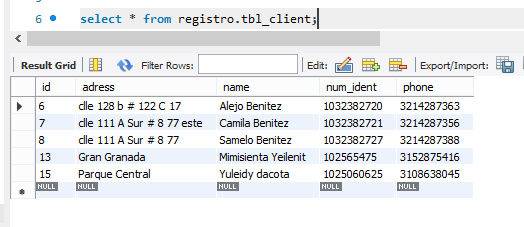 6 select * from registro.tbl_client;
Result Grid Filter Rows: Edit: Export/Import:
id adress name num_ident phone
6 clle 128 b # 122 C 17 Alejo Benitez 1032382720 3214287363
7 clle 111 A Sur # 8 77 este Camila Benitez 1032382721 3214287356
8 clle 111 A Sur # 8 77 Samelo Benitez 1032382727 3214287388
13 Gran Granada Mimisienta Yeilenit 102565475 3152875416
15 Parque Central Yuleidy dacota 1025060625 3108638045
NULL NULL NULL NULL NULL